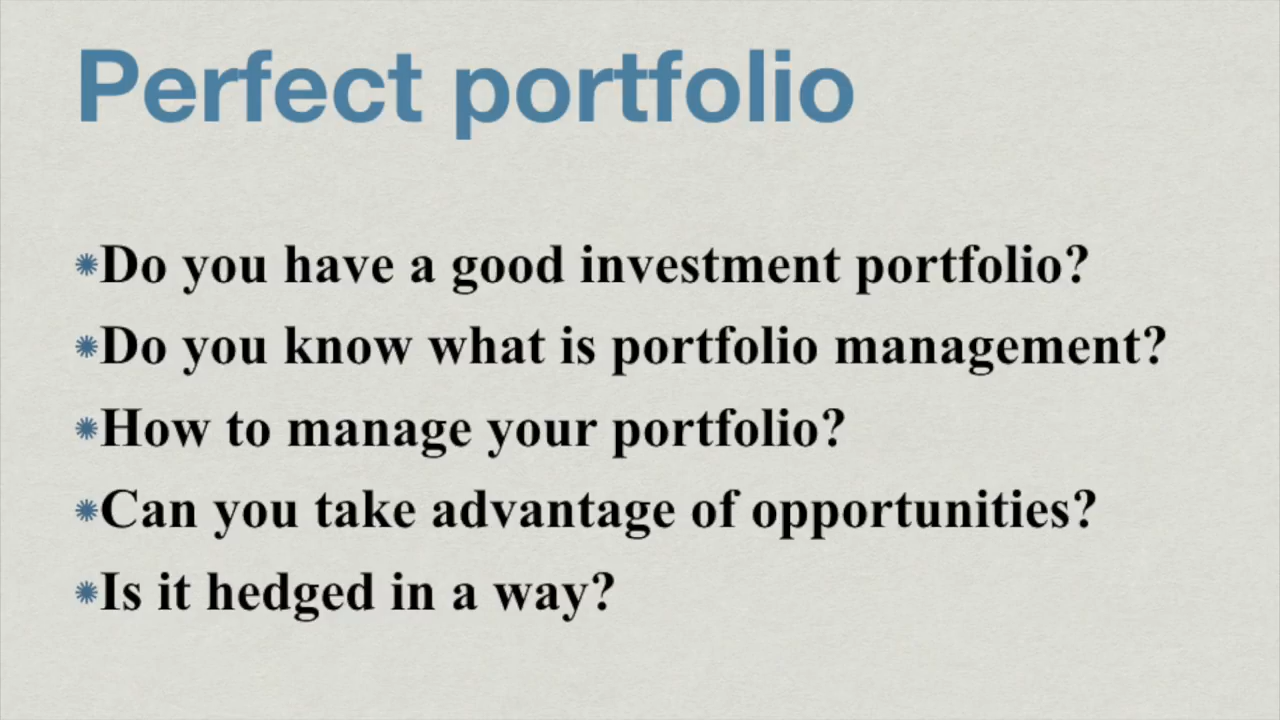 Perfect portfolio
Do you have a good investment portfolio?
Do you know what is portfolio management?
How to manage your portfolio?
Can you take advantage of opportunities?
Is it hedged in a way?